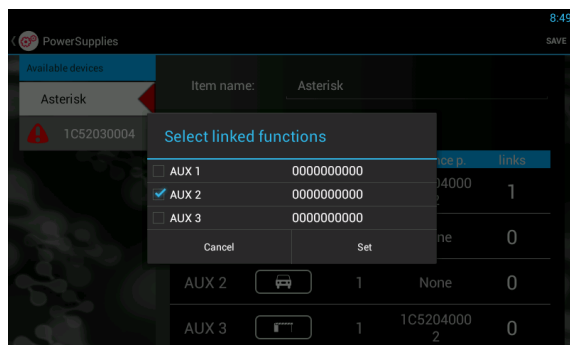 8:49
PowerSupplies
SAVE
Available devices
Asterisk
1C52030004
Item name:
Asterisk
Select linked functions
AUX 1 0000000000
AUX 2 0000000000
AUX 3 0000000000
Cancel Set
links
1
0
AUX 2 1 None 0
AUX 3 1 1C5204000
2 0